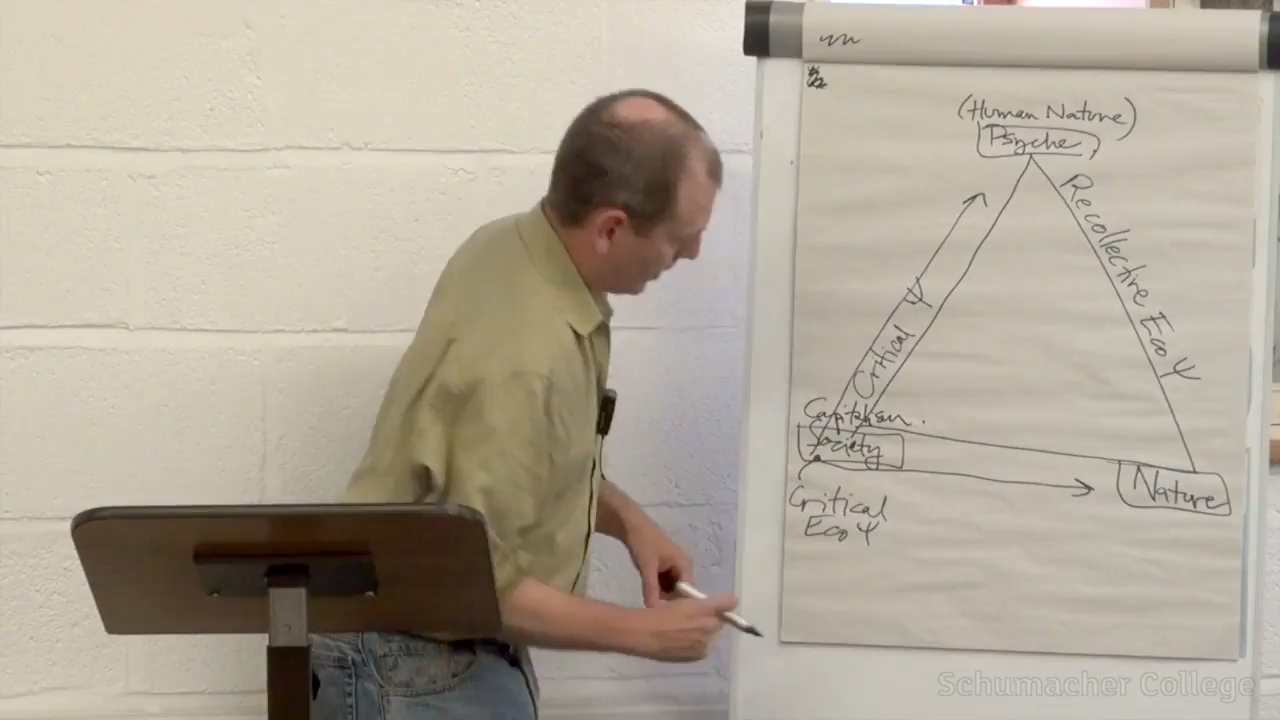 (Human Nature)
Psyche
Recollective Eco Ψ
Critical Ψ
Capitalism.
Society
Nature
Critical
Eco Ψ
Schumacher College